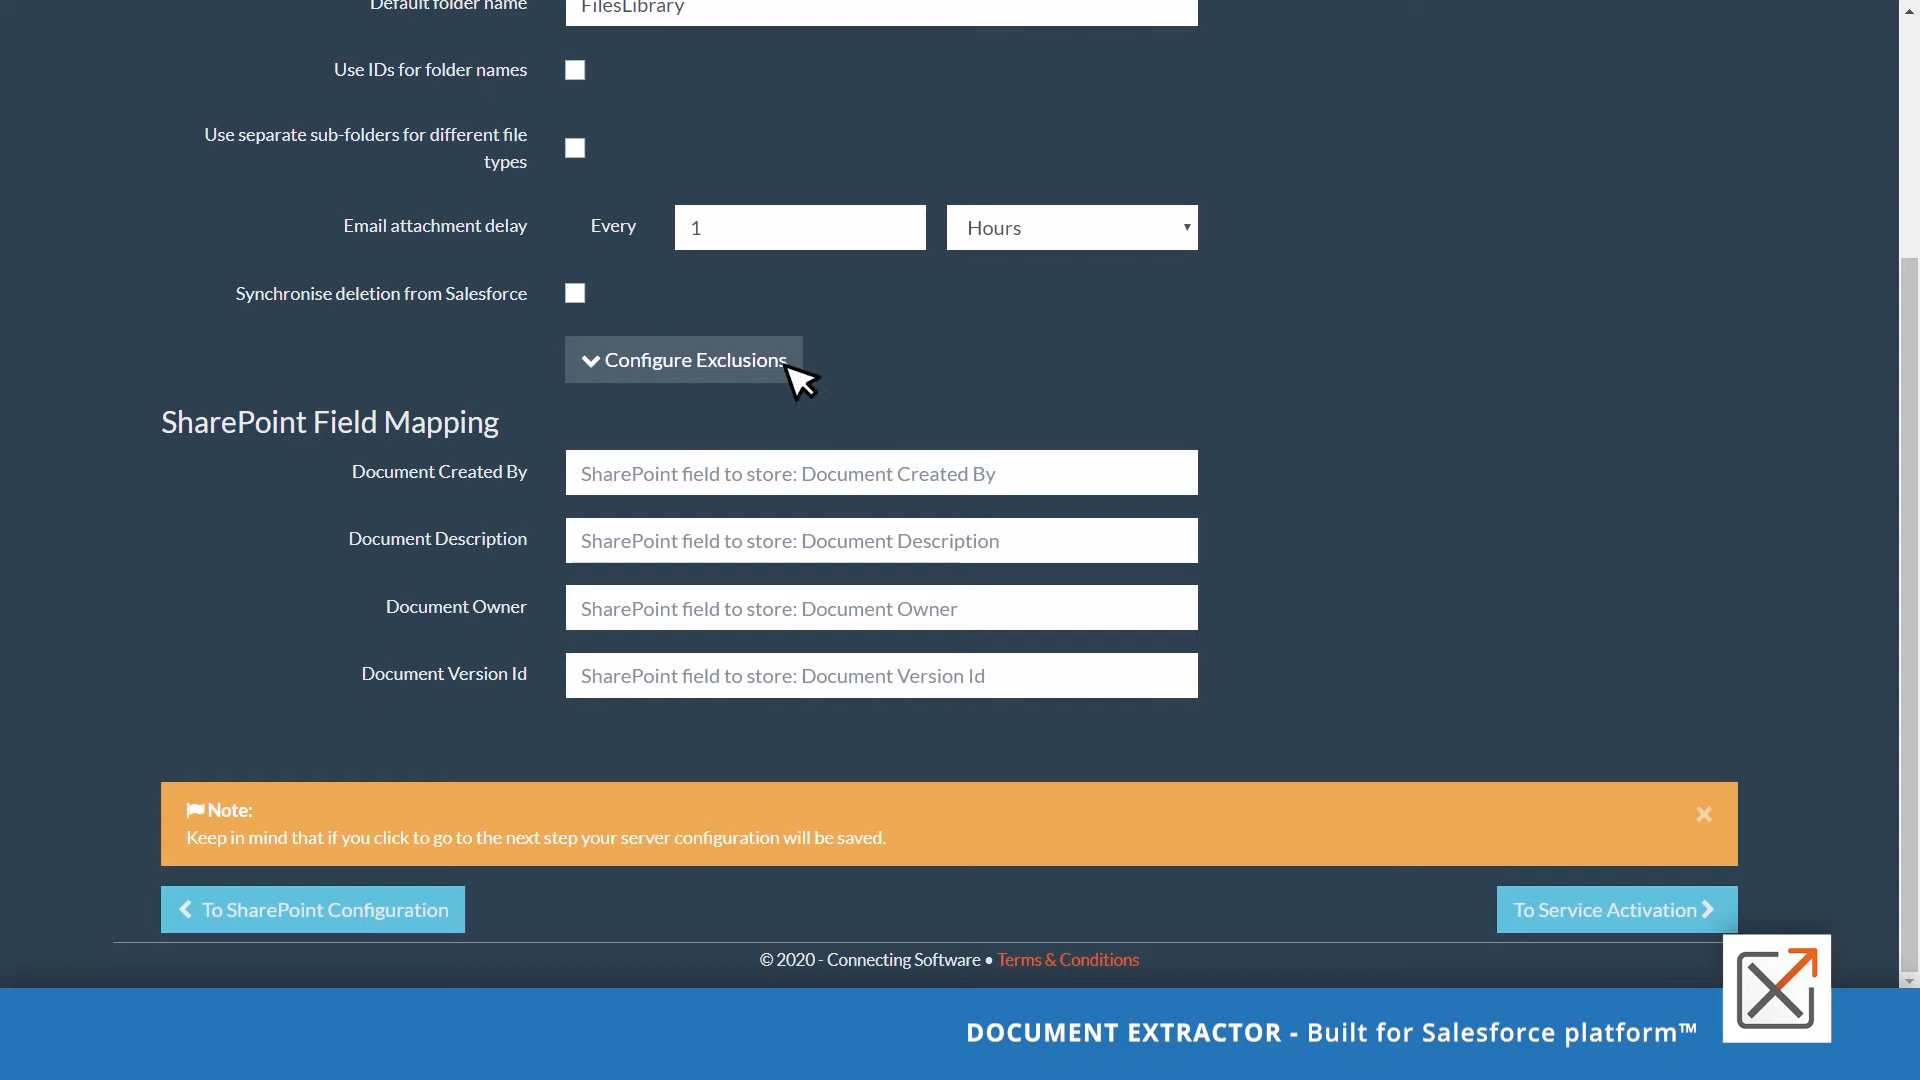 Default folder name
FilesLibrary
Use IDs for folder names
Use separate sub-folders for different file
types
Email attachment delay
Every
1
Hours
Synchronise deletion from Salesforce
Configure Exclusions
SharePoint Field Mapping
Document Created By
SharePoint field to store: Document Created By
Document Description
SharePoint field to store: Document Description
Document Owner
SharePoint field to store: Document Owner
Document Version Id
SharePoint field to store: Document Version Id
Note:
Keep in mind that if you click to go to the next step your server configuration will be saved.
To SharePoint Configuration
To Service Activation
© 2020 - Connecting Software • Terms & Conditions
DOCUMENT EXTRACTOR - Built for Salesforce platform™